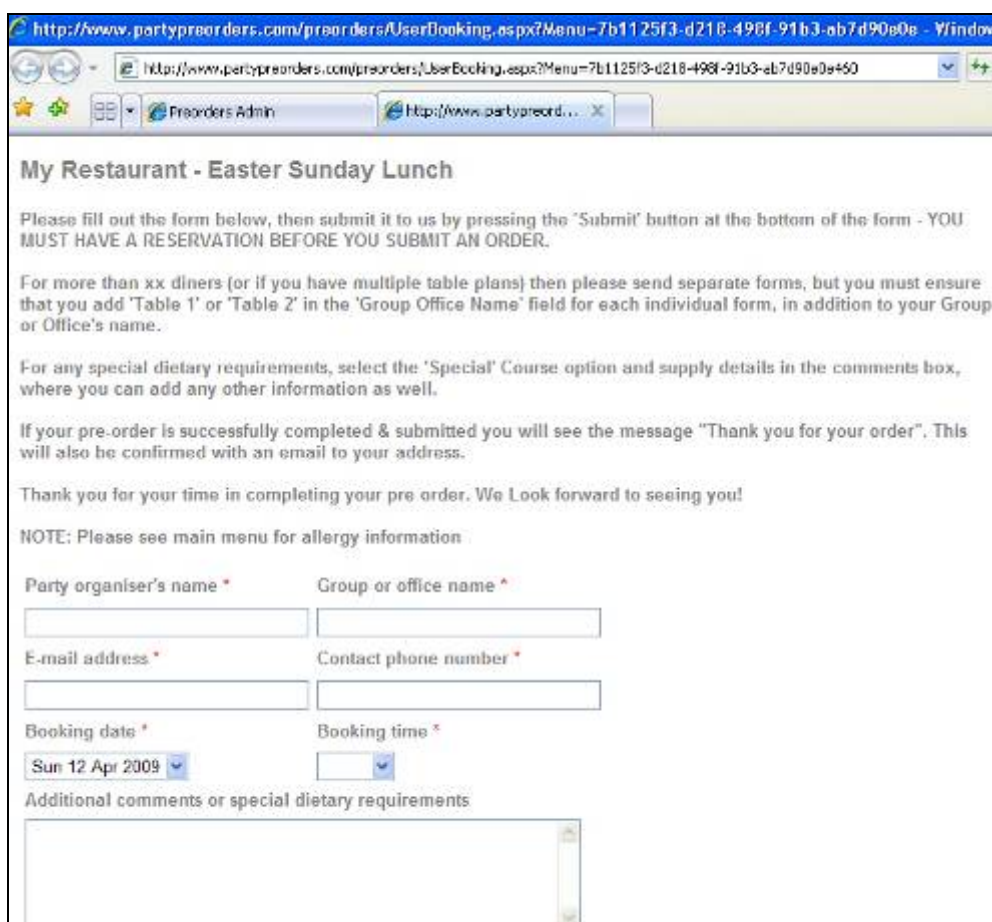 http://www.partypreorders.com/preorders/UserBooking.aspx?Menu=7b1125f3-d218-498f-91b3-ab7d90e0e - Window
http://www.partypreorders.com/preorders/UserBooking.aspx?Menu=7b1125f3-d218-498f-91b3-ab7d90e0e460
Preorders Admin
http://www.partypreord...
My Restaurant - Easter Sunday Lunch
Please fill out the form below, then submit it to us by pressing the 'Submit' button at the bottom of the form - YOU
MUST HAVE A RESERVATION BEFORE YOU SUBMIT AN ORDER.
For more than xx diners (or if you have multiple table plans) then please send separate forms, but you must ensure
that you add 'Table 1' or 'Table 2' in the 'Group Office Name' field for each individual form, in addition to your Group
or Office's name.
For any special dietary requirements, select the 'Special' Course option and supply details in the comments box,
where you can add any other information as well.
If your pre-order is successfully completed & submitted you will see the message "Thank you for your order". This
will also be confirmed with an email to your address.
Thank you for your time in completing your pre order. We Look forward to seeing you!
NOTE: Please see main menu for allergy information
Party organiser's name * Group or office name *
E-mail address * Contact phone number *
Booking date * Booking time *
Sun 12 Apr 2009
Additional comments or special dietary requirements